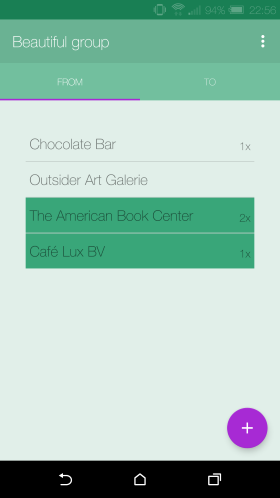 94% 22:56
Beautiful group
FROM TO
Chocolate Bar 1x
Outsider Art Galerie
The American Book Center 2x
Café Lux BV 1x